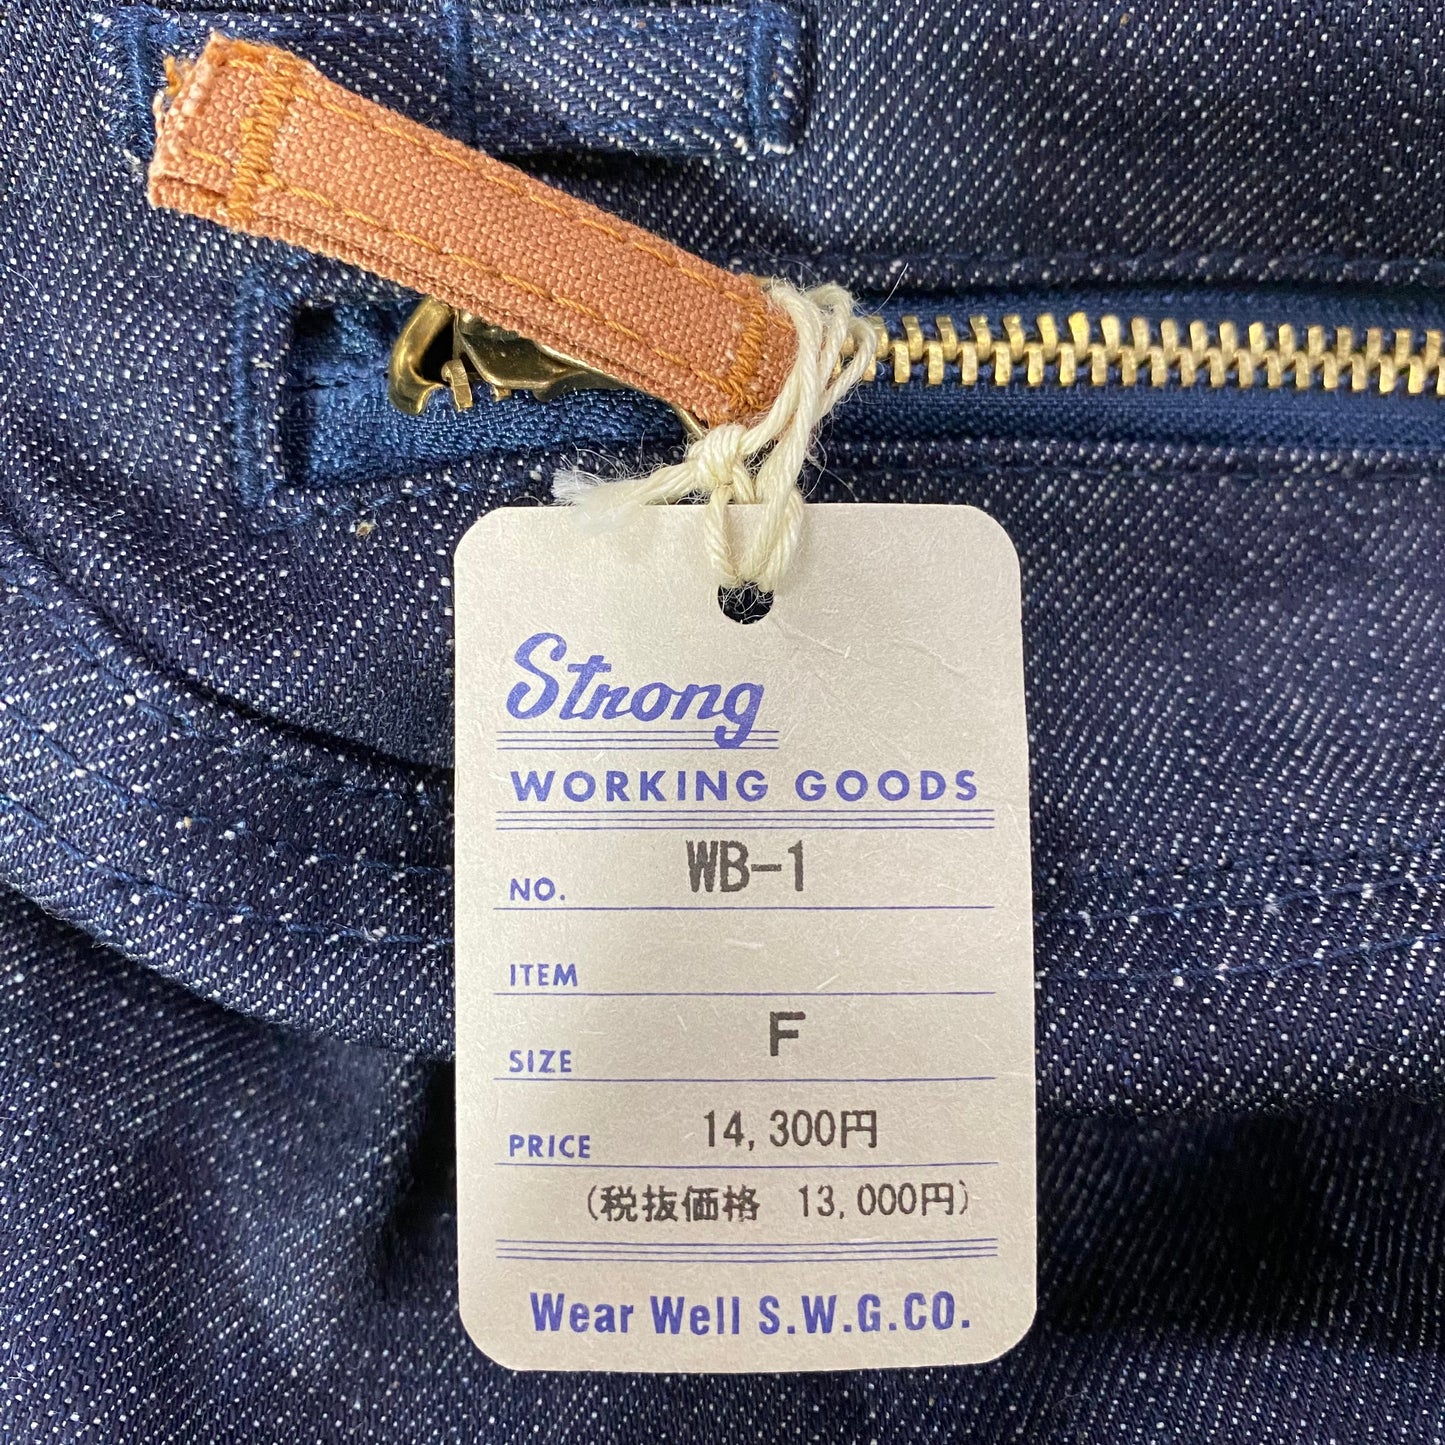 Strong
WORKING GOODS
NO. WB-1
ITEM
SIZE F
PRICE 14,300円
(税抜価格 13,000円)
Wear Well S.W.G.CO.